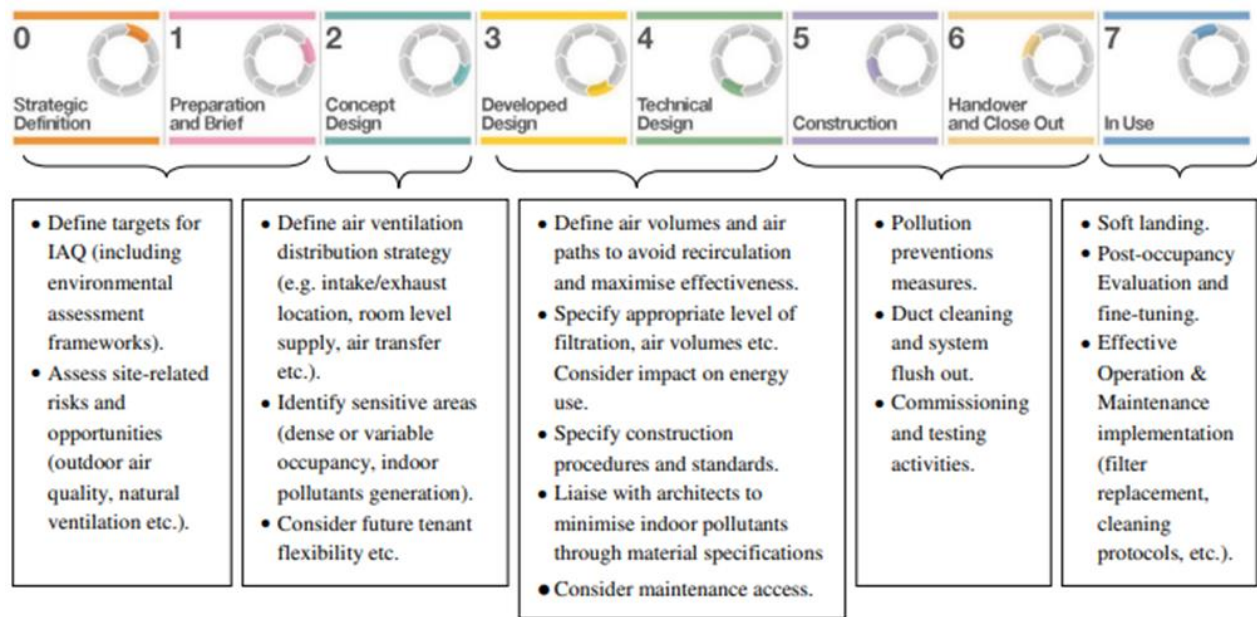 0
Strategic
Definition
1
Preparation
and Brief
2
Concept
Design
3
Developed
Design
4
Technical
Design
5
Construction
6
Handover
and Close Out
7
In Use
• Define targets for
IAQ (including
environmental
assessment
frameworks).
• Assess site-related
risks and
opportunities
(outdoor air
quality, natural
ventilation etc.).
• Define air ventilation
distribution strategy
(e.g. intake/exhaust
location, room level
supply, air transfer
etc.).
• Identify sensitive areas
(dense or variable
occupancy, indoor
pollutants generation).
• Consider future tenant
flexibility etc.
• Define air volumes and air
paths to avoid recirculation
and maximise effectiveness.
• Specify appropriate level of
filtration, air volumes etc.
Consider impact on energy
use.
• Specify construction
procedures and standards.
• Liaise with architects to
minimise indoor pollutants
through material specifications
• Consider maintenance access.
• Pollution
preventions
measures.
• Duct cleaning
and system
flush out.
• Commissioning
and testing
activities.
• Soft landing.
• Post-occupancy
Evaluation and
fine-tuning.
• Effective
Operation &
Maintenance
implementation
(filter
replacement,
cleaning
protocols, etc.).